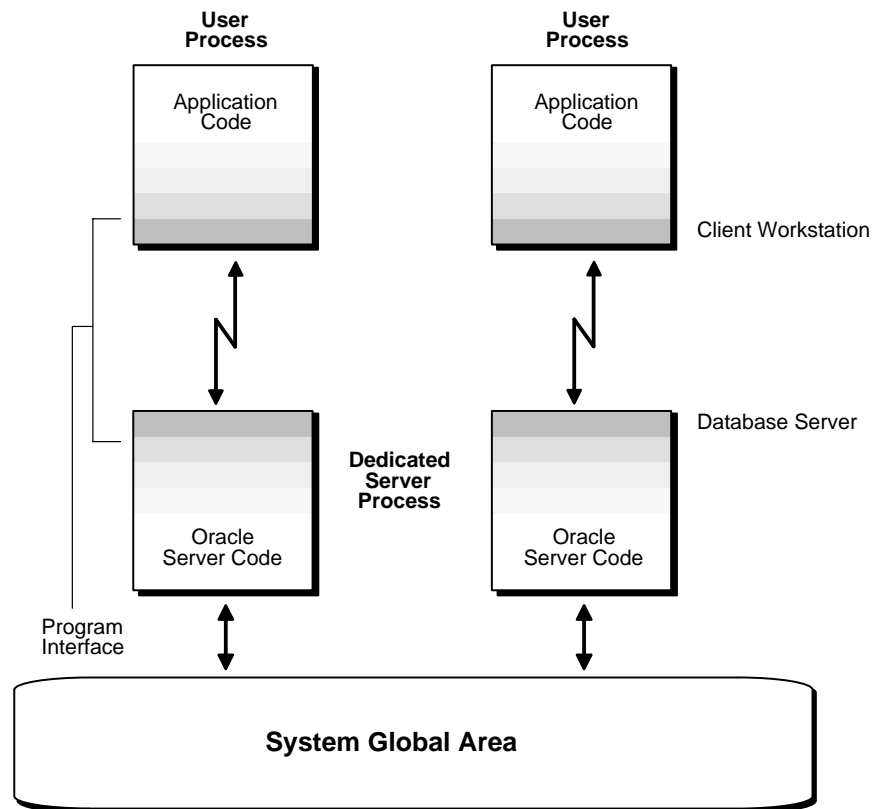 User
Process
User
Process
Application
Code
Application
Code
Client Workstation
Database Server
Dedicated
Server
Process
Oracle
Server Code
Oracle
Server Code
Program
Interface
System Global Area